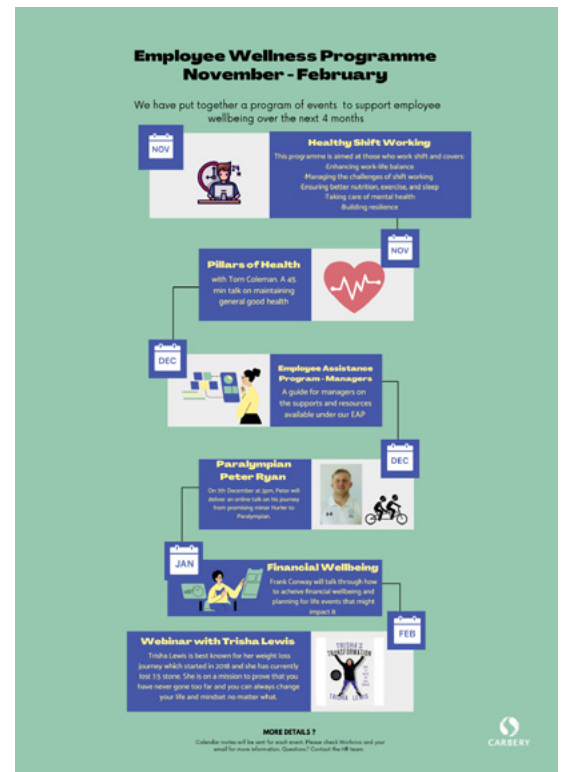 Employee Wellness Programme
November - February
We have put together a program of events to support employee
wellbeing over the next 4 months
NOV
Healthy Shift Working
This programme is aimed at those who work shift and covers:
-Enhancing work-life balance
-Managing the challenges of shift working
-Ensuring better nutrition, exercise, and sleep
-Taking care of mental health
-Building resilience
NOV
Pillars of Health
with Tom Coleman. A 45
min talk on maintaining
general good health
DEC
Employee Assistance
Program - Managers
A guide for managers on
the supports and resources
available under our EAP
DEC
Paralympian
Peter Ryan
On 7th December at 3pm, Peter will
deliver an online talk on his journey
from promising minor Hurler to
Paralympian.
JAN
Financial Wellbeing
Frank Conway will talk through how
to acheive financial wellbeing and
planning for life events that might
impact it
FEB
Webinar with Trisha Lewis
Trisha Lewis is best known for her weight loss
journey which started in 2018 and she has currently
lost 7.5 stone. She is on a mission to prove that you
have never gone too far and you can always change
your life and mindset no matter what.
TRISHA'S
TRANSFORMATION
TRISHA LEWIS
MORE DETAILS ?
Calendar invites will be sent for each event. Please check Workvivo and your
email for more information. Questions? Contact the HR team.
CARBERY